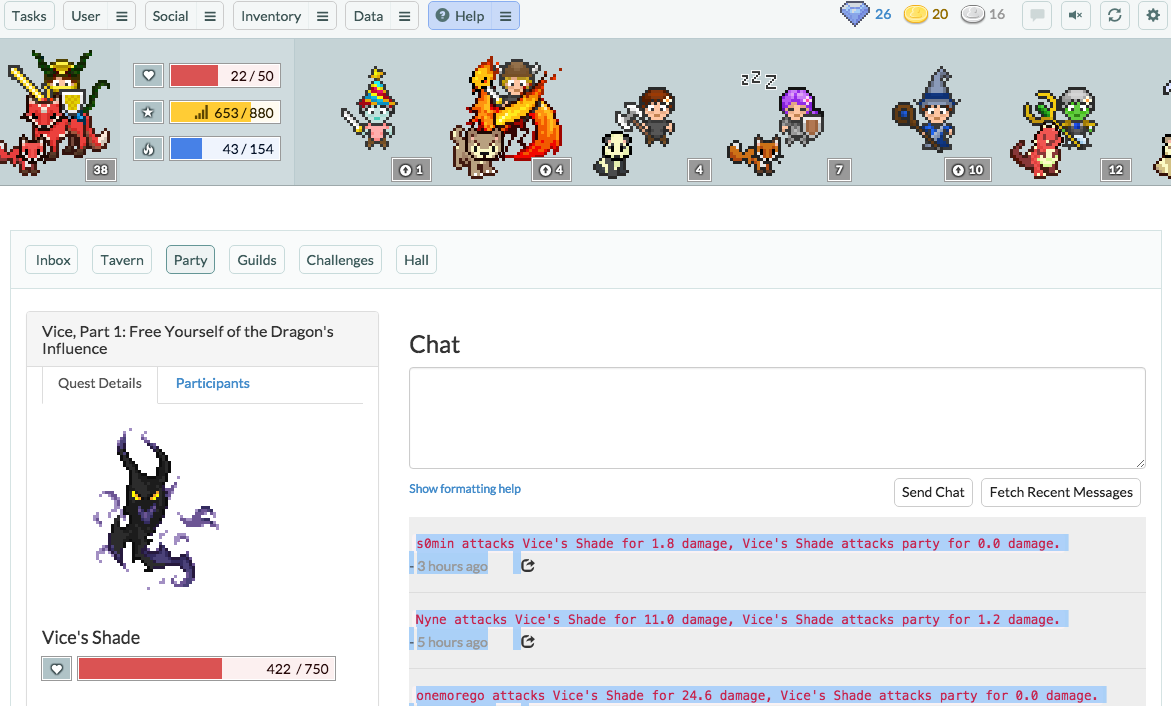 Tasks User Social Inventory Data Help 26 20 16
22 / 50
653 / 880
43 / 154
38
1
4
4
zzz
7
10
12
Inbox Tavern Party Guilds Challenges Hall
Vice, Part 1: Free Yourself of the Dragon's
Influence
Quest Details Participants
Vice's Shade
422 / 750
Chat
Show formatting help
Send Chat Fetch Recent Messages
s0min attacks Vice's Shade for 1.8 damage, Vice's Shade attacks party for 0.0 damage.
- 3 hours ago
Nyne attacks Vice's Shade for 11.0 damage, Vice's Shade attacks party for 1.2 damage.
- 5 hours ago
onemorego attacks Vice's Shade for 24.6 damage, Vice's Shade attacks party for 0.0 damage.